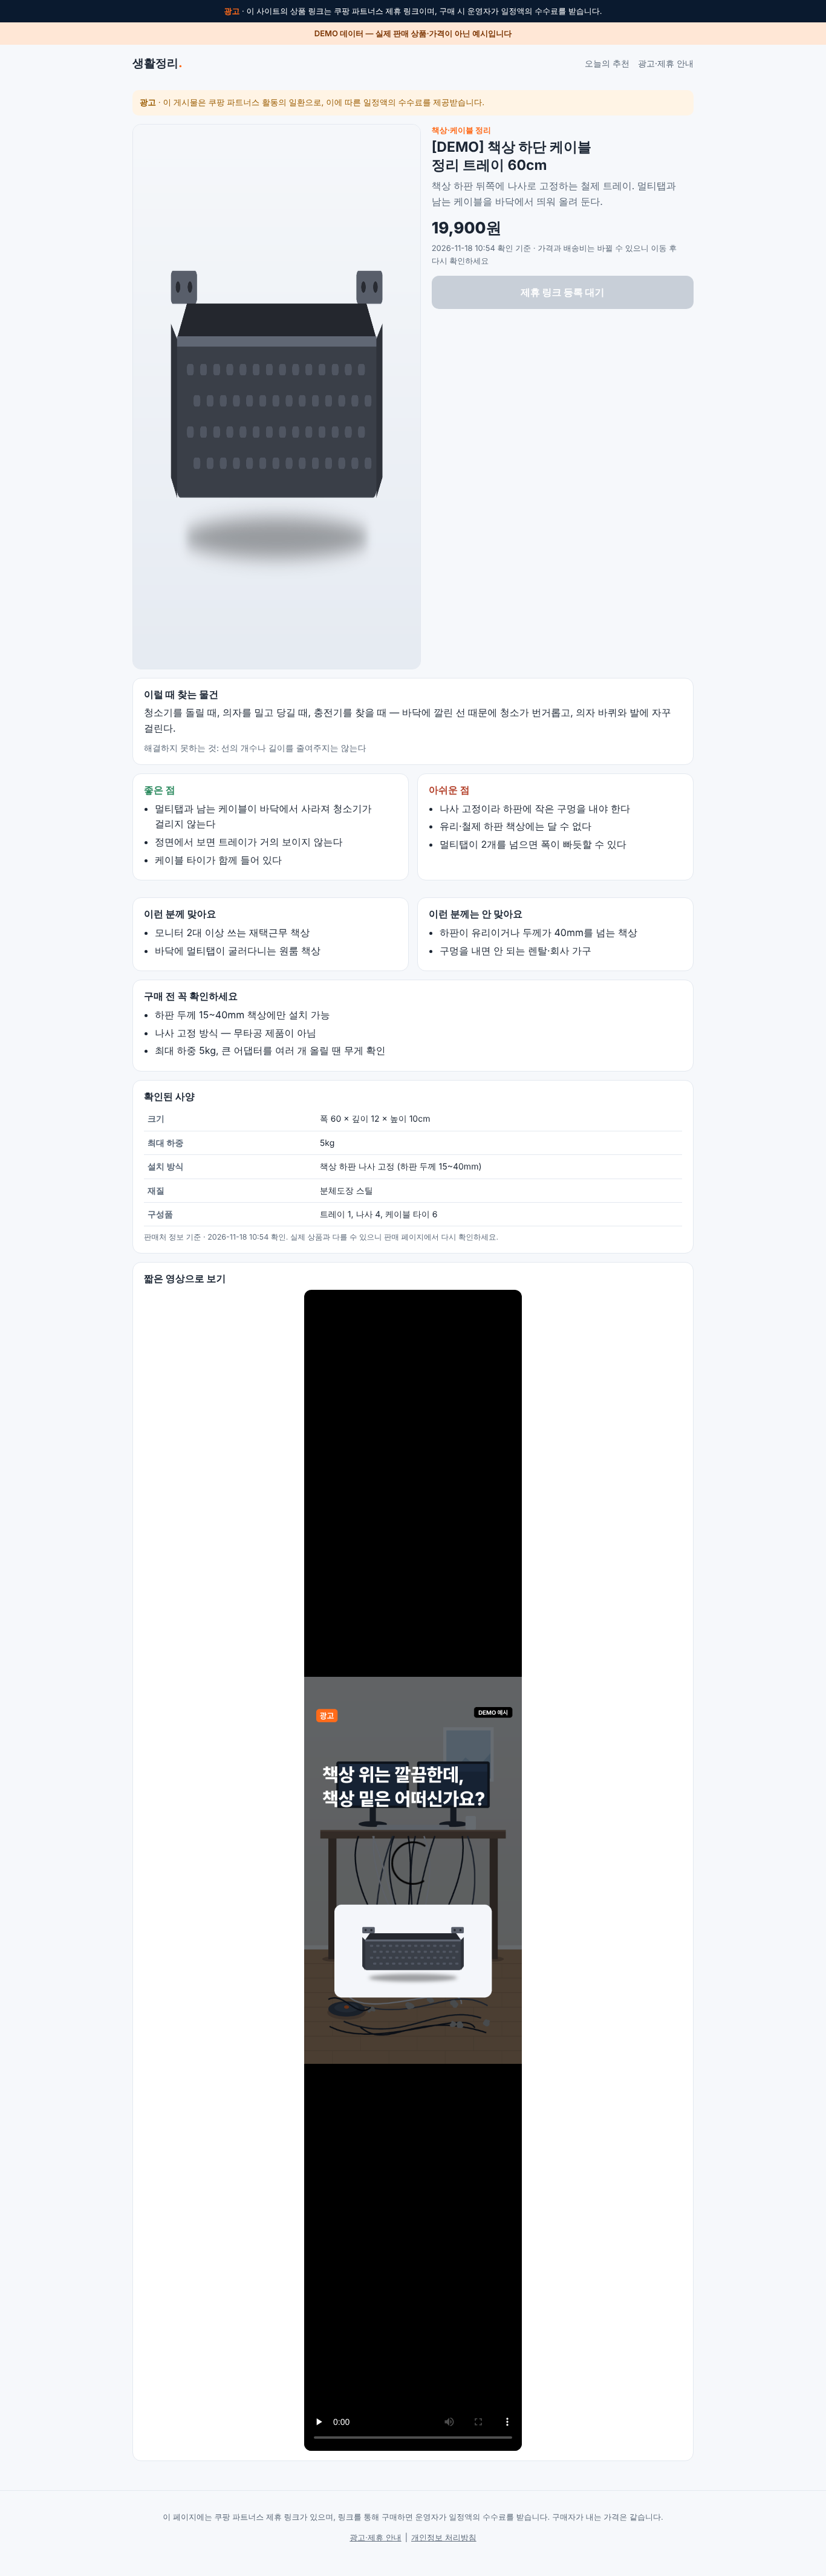 광고 · 이 사이트의 상품 링크는 쿠팡 파트너스 제휴 링크이며, 구매 시 운영자가 일정액의 수수료를 받습니다.
DEMO 데이터 — 실제 판매 상품·가격이 아닌 예시입니다
생활정리.
오늘의 추천 광고·제휴 안내
광고 · 이 게시물은 쿠팡 파트너스 활동의 일환으로, 이에 따른 일정액의 수수료를 제공받습니다.
책상·케이블 정리
[DEMO] 책상 하단 케이블
정리 트레이 60cm
책상 하판 뒤쪽에 나사로 고정하는 철제 트레이. 멀티탭과
남는 케이블을 바닥에서 띄워 올려 둔다.
19,900원
2026-11-18 10:54 확인 기준 · 가격과 배송비는 바뀔 수 있으니 이동 후
다시 확인하세요
제휴 링크 등록 대기
이럴 때 찾는 물건
청소기를 돌릴 때, 의자를 밀고 당길 때, 충전기를 찾을 때 — 바닥에 깔린 선 때문에 청소가 번거롭고, 의자 바퀴와 발에 자꾸
걸린다.
해결하지 못하는 것: 선의 개수나 길이를 줄여주지는 않는다
좋은 점
멀티탭과 남는 케이블이 바닥에서 사라져 청소기가
걸리지 않는다
정면에서 보면 트레이가 거의 보이지 않는다
케이블 타이가 함께 들어 있다
아쉬운 점
나사 고정이라 하판에 작은 구멍을 내야 한다
유리·철제 하판 책상에는 달 수 없다
멀티탭이 2개를 넘으면 폭이 빠듯할 수 있다
이런 분께 맞아요
모니터 2대 이상 쓰는 재택근무 책상
바닥에 멀티탭이 굴러다니는 원룸 책상
이런 분께는 안 맞아요
하판이 유리이거나 두께가 40mm를 넘는 책상
구멍을 내면 안 되는 렌탈·회사 가구
구매 전 꼭 확인하세요
하판 두께 15~40mm 책상에만 설치 가능
나사 고정 방식 — 무타공 제품이 아님
최대 하중 5kg, 큰 어댑터를 여러 개 올릴 땐 무게 확인
확인된 사양
크기 폭 60 × 깊이 12 × 높이 10cm
최대 하중 5kg
설치 방식 책상 하판 나사 고정 (하판 두께 15~40mm)
재질 분체도장 스틸
구성품 트레이 1, 나사 4, 케이블 타이 6
판매처 정보 기준 · 2026-11-18 10:54 확인. 실제 상품과 다를 수 있으니 판매 페이지에서 다시 확인하세요.
짧은 영상으로 보기
광고
DEMO 예시
책상 위는 깔끔한데,
책상 밑은 어떠신가요?
0:00
이 페이지에는 쿠팡 파트너스 제휴 링크가 있으며, 링크를 통해 구매하면 운영자가 일정액의 수수료를 받습니다. 구매자가 내는 가격은 같습니다.
광고·제휴 안내 | 개인정보 처리방침